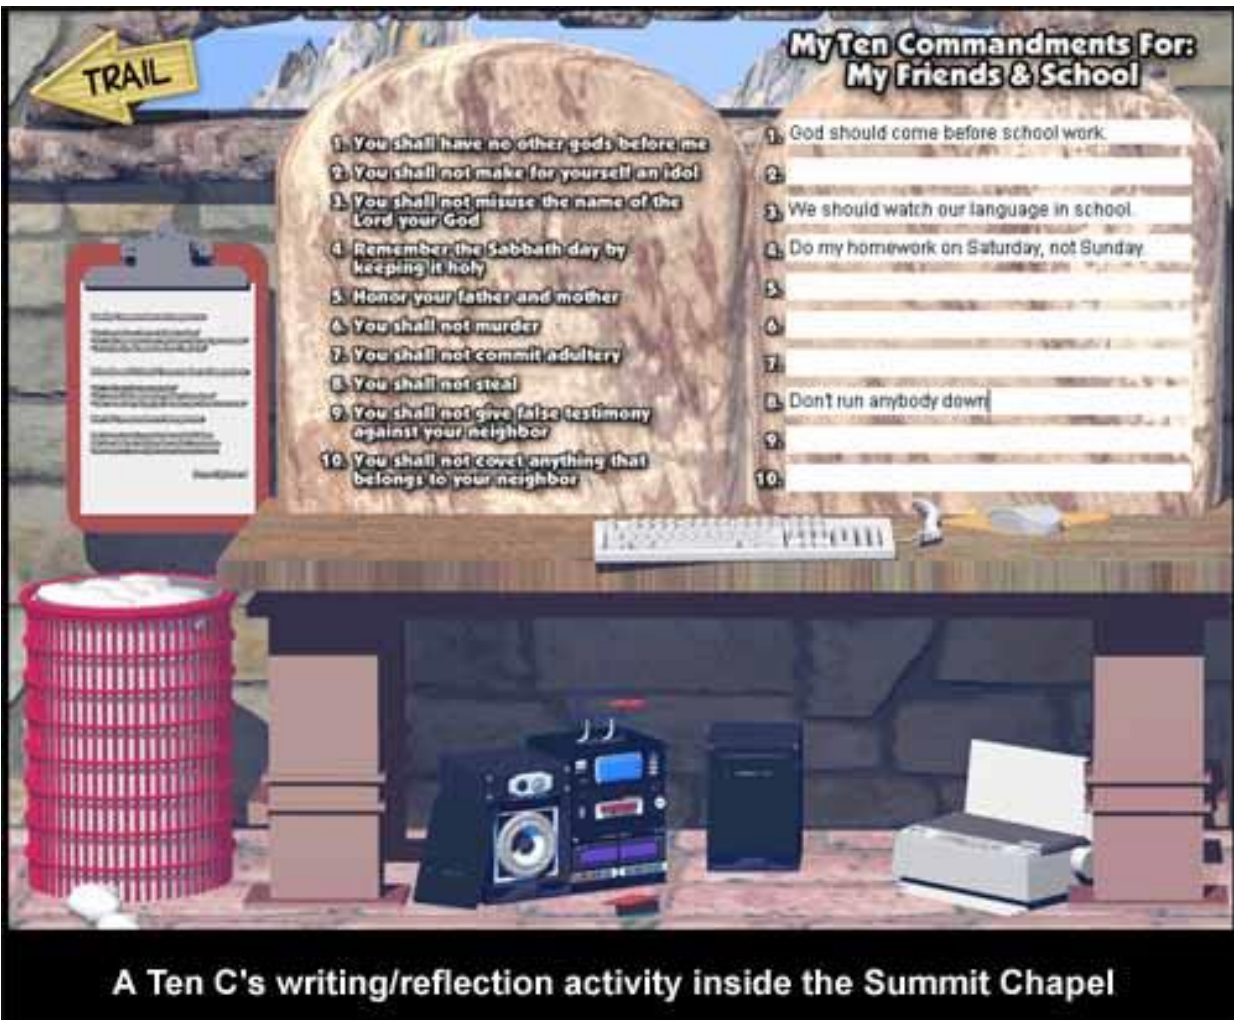 TRAIL
My Ten Commandments For:
My Friends & School
1. You shall have no other gods before me
2. You shall not make for yourself an idol
3. You shall not misuse the name of the
Lord your God
4. Remember the Sabbath day by
keeping it holy
5. Honor your father and mother
6. You shall not murder
7. You shall not commit adultery
8. You shall not steal
9. You shall not give false testimony
against your neighbor
10. You shall not covet anything that
belongs to your neighbor
1. God should come before school work.
2.
3. We should watch our language in school.
4. Do my homework on Saturday, not Sunday.
5.
6.
7.
8. Don't run anybody down
9.
10.
A Ten C's writing/reflection activity inside the Summit Chapel